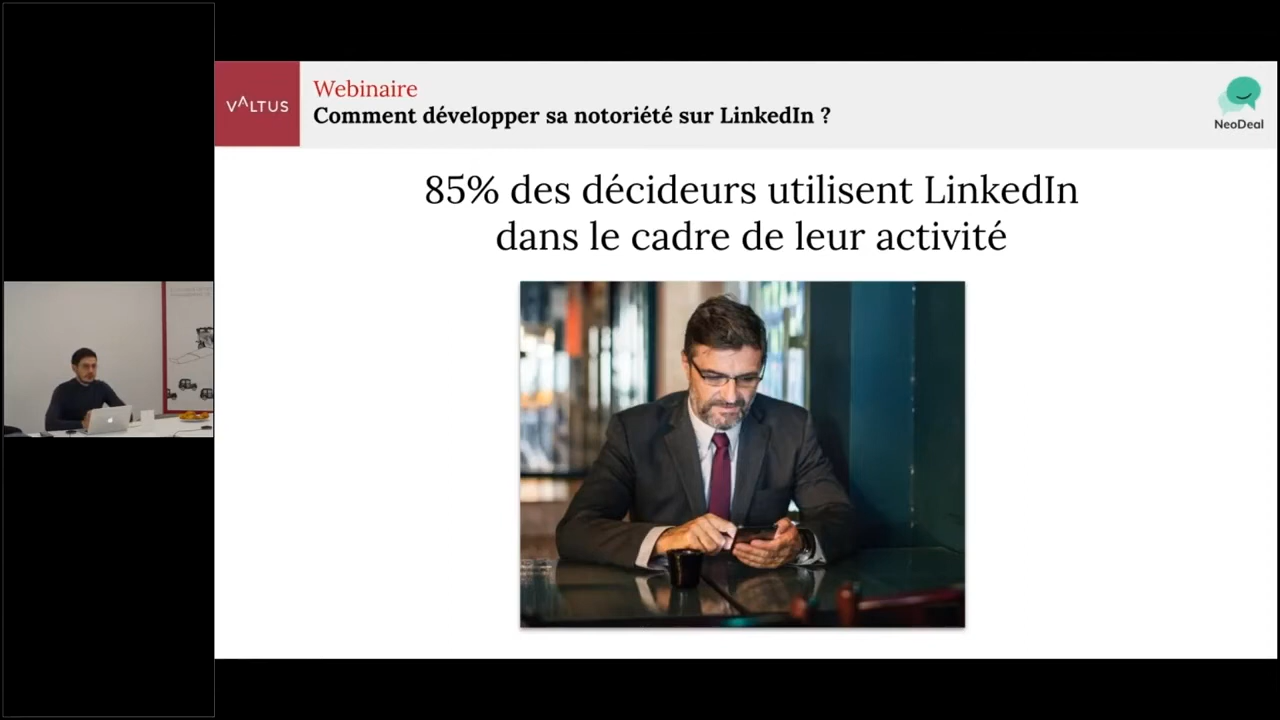 VALTUS
Webinaire
Comment développer sa notoriété sur LinkedIn ?
NeoDeal
85% des décideurs utilisent LinkedIn
dans le cadre de leur activité